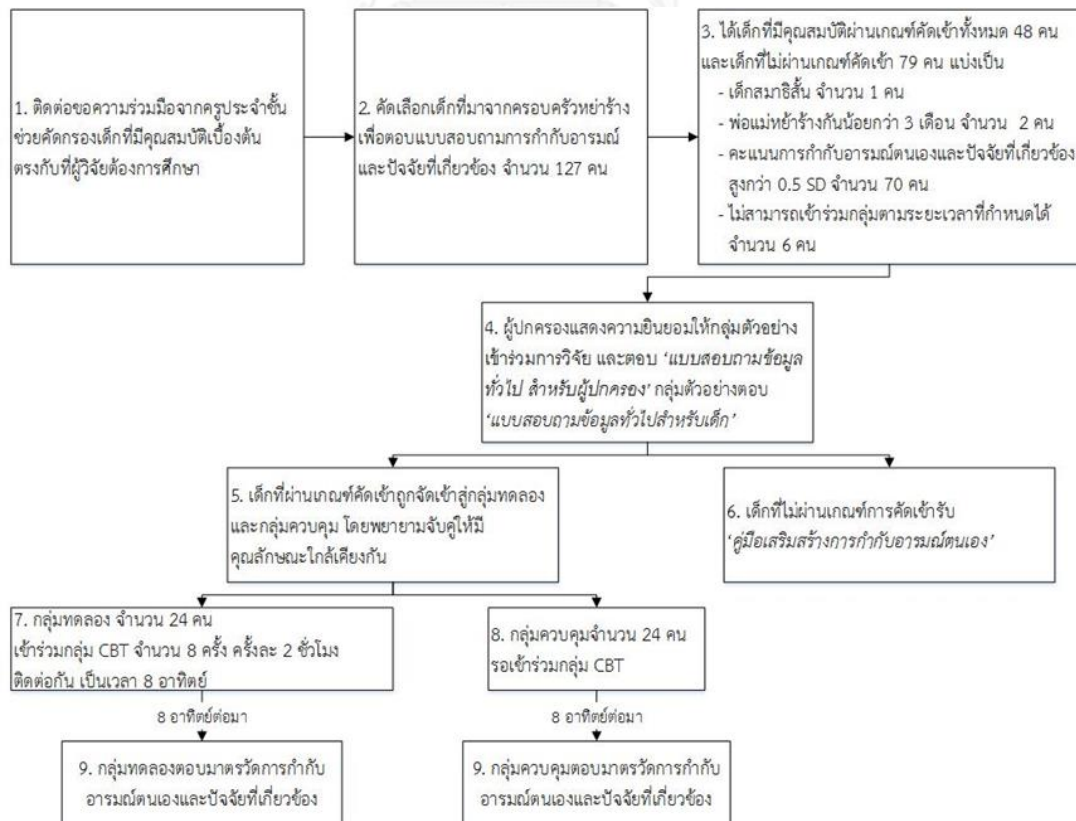 1. ติดต่อขอความร่วมมือจากครูประจำชั้น
ช่วยคัดกรองเด็กที่มีคุณสมบัติเบื้องต้น
ตรงกับที่ผู้วิจัยต้องการศึกษา
2. คัดเลือกเด็กที่มาจากครอบครัวหย่าร้าง
เพื่อตอบแบบสอบถามการกำกับอารมณ์
และปัจจัยที่เกี่ยวข้อง จำนวน 127 คน
3. ได้เด็กที่มีคุณสมบัติผ่านเกณฑ์คัดเข้าทั้งหมด 48 คน
และเด็กที่ไม่ผ่านเกณฑ์คัดเข้า 79 คน แบ่งเป็น
- เด็กสมาธิสั้น จำนวน 1 คน
- พ่อแม่หย้าร้างกันน้อยกว่า 3 เดือน จำนวน 2 คน
- คะแนนการกำกับอารมณ์ตนเองและปัจจัยที่เกี่ยวข้อง
สูงกว่า 0.5 SD จำนวน 70 คน
- ไม่สามารถเข้าร่วมกลุ่มตามระยะเวลาที่กำหนดได้
จำนวน 6 คน
4. ผู้ปกครองแสดงความยินยอมให้กลุ่มตัวอย่าง
เข้าร่วมการวิจัย และตอบ ‘แบบสอบถามข้อมูล
ทั่วไป สำหรับผู้ปกครอง’ กลุ่มตัวอย่างตอบ
‘แบบสอบถามข้อมูลทั่วไปสำหรับเด็ก’
5. เด็กที่ผ่านเกณฑ์คัดเข้าถูกจัดเข้าสู่กลุ่มทดลอง
และกลุ่มควบคุม โดยพยายามจับคู่ให้มี
คุณลักษณะใกล้เคียงกัน
6. เด็กที่ไม่ผ่านเกณฑ์การคัดเข้ารับ
‘คู่มือเสริมสร้างการกำกับอารมณ์ตนเอง’
7. กลุ่มทดลอง จำนวน 24 คน
เข้าร่วมกลุ่ม CBT จำนวน 8 ครั้ง ครั้งละ 2 ชั่วโมง
ติดต่อกัน เป็นเวลา 8 อาทิตย์
8. กลุ่มควบคุมจำนวน 24 คน
รอเข้าร่วมกลุ่ม CBT
8 อาทิตย์ต่อมา
8 อาทิตย์ต่อมา
9. กลุ่มทดลองตอบมาตรวัดการกำกับ
อารมณ์ตนเองและปัจจัยที่เกี่ยวข้อง
9. กลุ่มควบคุมตอบมาตรวัดการกำกับ
อารมณ์ตนเองและปัจจัยที่เกี่ยวข้อง